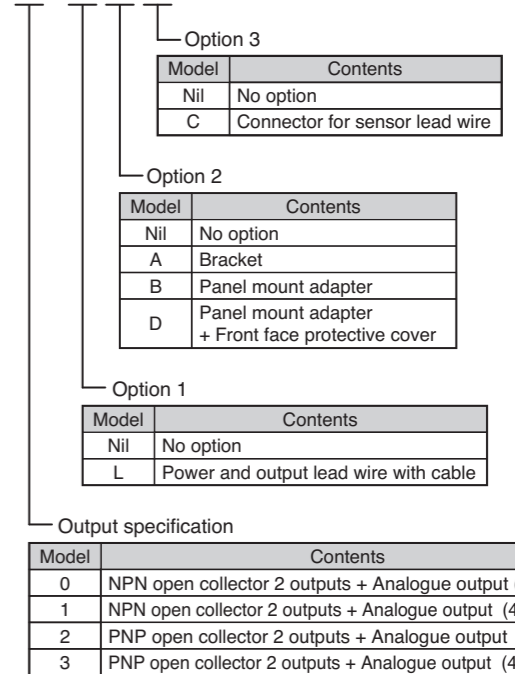 Option 3
Model Contents
Nil No option
C Connector for sensor lead wire
Option 2
Model Contents
Nil No option
A Bracket
B Panel mount adapter
D Panel mount adapter
+ Front face protective cover
Option 1
Model Contents
Nil No option
L Power and output lead wire with cable
Output specification
Model Contents
0 NPN open collector 2 outputs + Analogue output (
1 NPN open collector 2 outputs + Analogue output (4
2 PNP open collector 2 outputs + Analogue output
3 PNP open collector 2 outputs + Analogue output (4